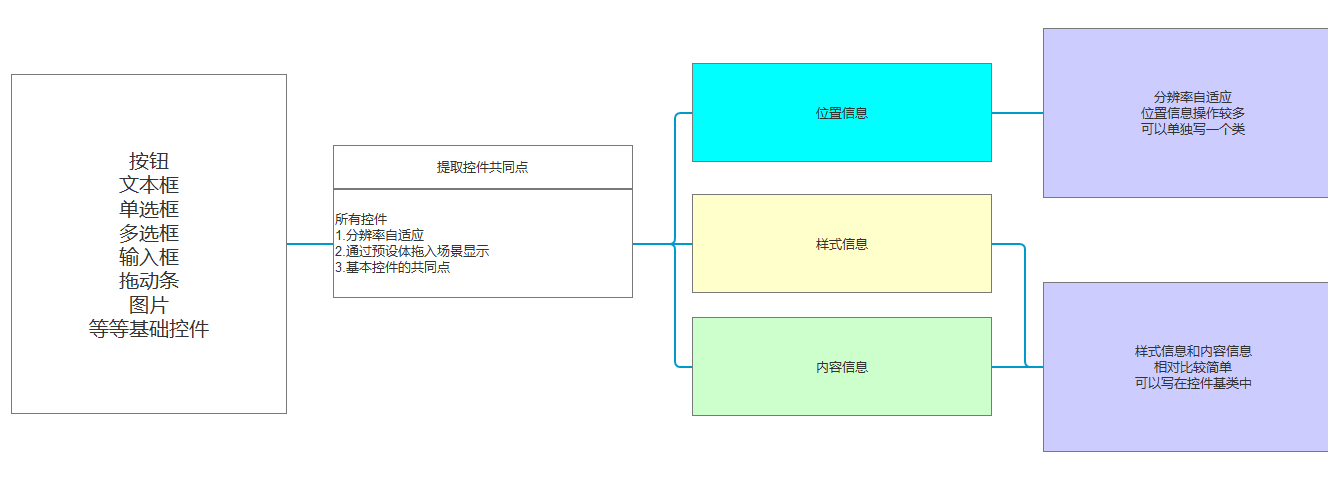 按钮
文本框
单选框
多选框
输入框
拖动条
图片
等等基础控件
提取控件共同点
所有控件
1.分辨率自适应
2.通过预设体拖入场景显示
3.基本控件的共同点
位置信息
样式信息
内容信息
分辨率自适应
位置信息操作较多
可以单独写一个类
样式信息和内容信息
相对比较简单
可以写在控件基类中